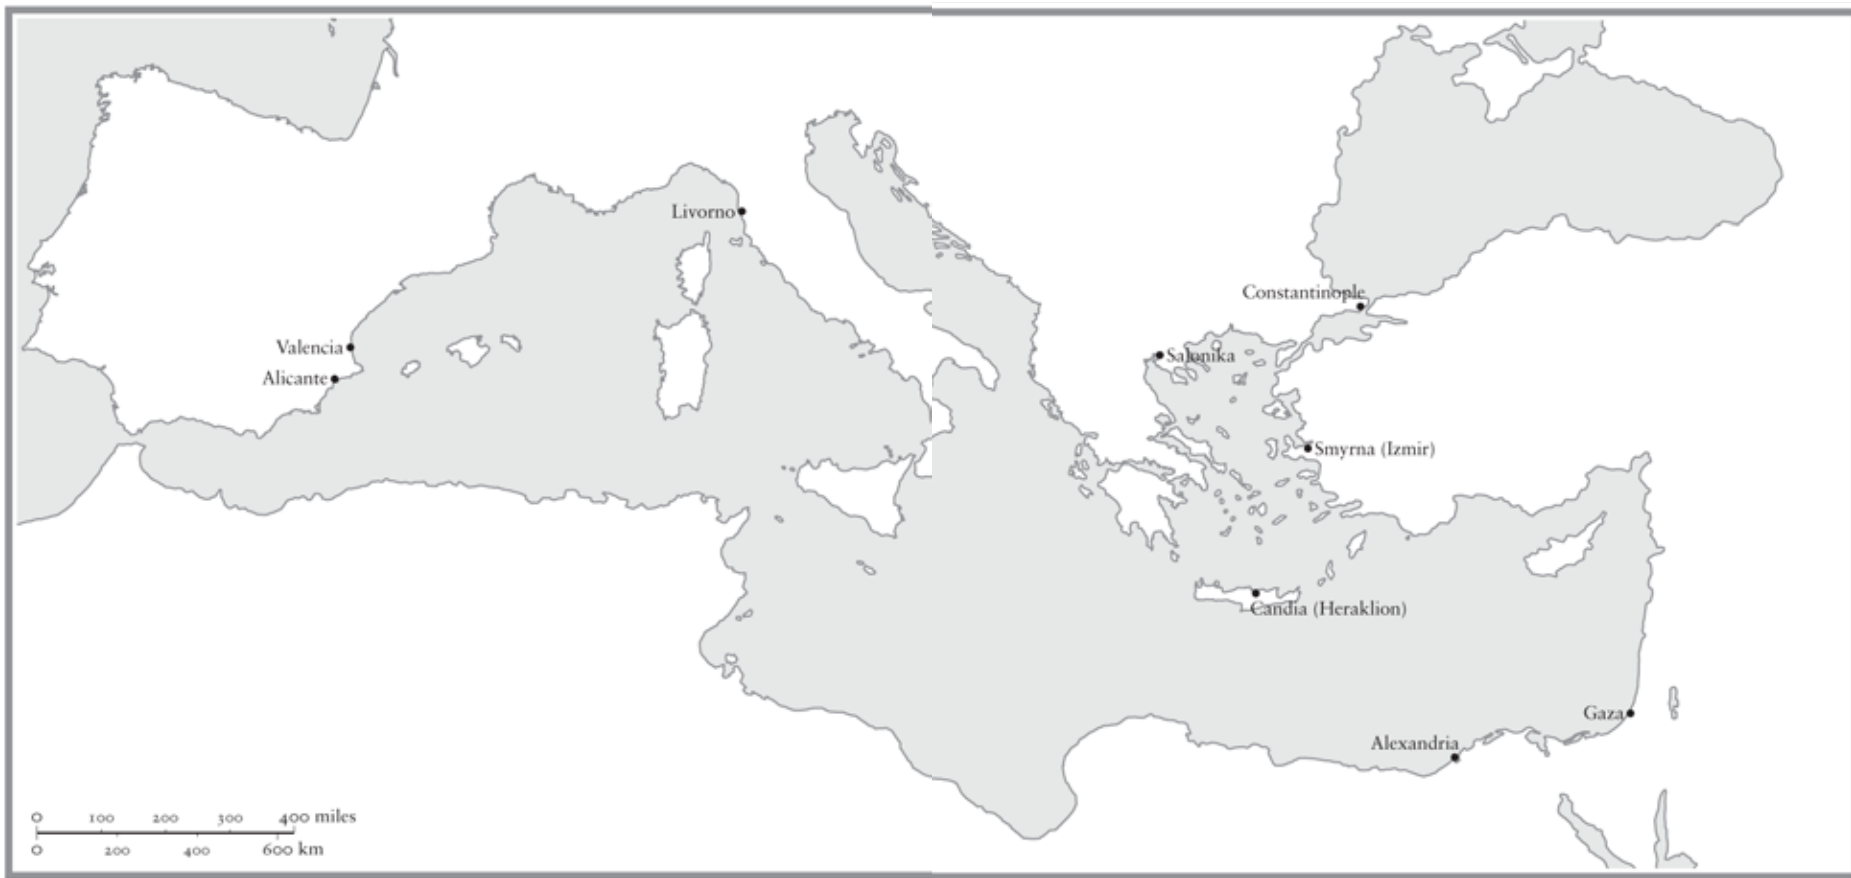 Livorno
Constantinople
Valencia
Salonika
Alicante
Smyrna (Izmir)
Candia (Heraklion)
Gaza
Alexandria
0 100 200 300 400 miles
0 200 400 600 km